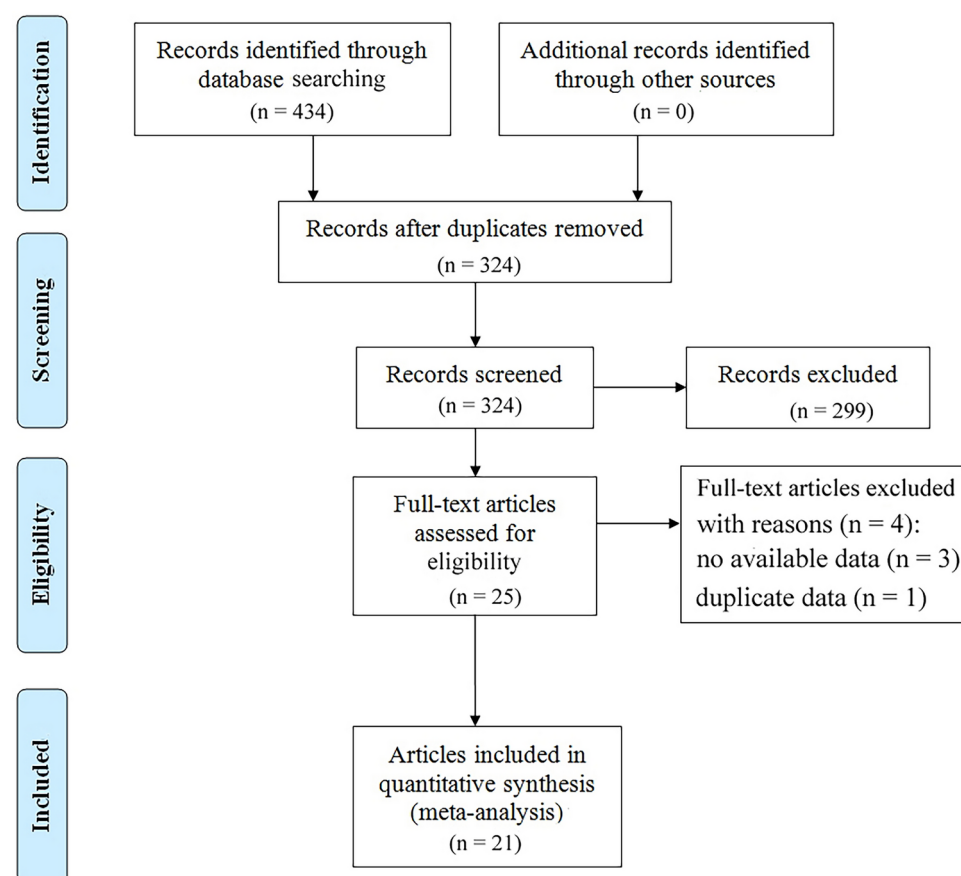 Identification
Records identified through
database searching
(n = 434)
Additional records identified
through other sources
(n = 0)
Records after duplicates removed
(n = 324)
Screening
Records screened
(n = 324)
Records excluded
(n = 299)
Eligibility
Full-text articles
assessed for
eligibility
(n = 25)
Full-text articles excluded
with reasons (n = 4):
no available data (n = 3)
duplicate data (n = 1)
Included
Articles included in
quantitative synthesis
(meta-analysis)
(n = 21)